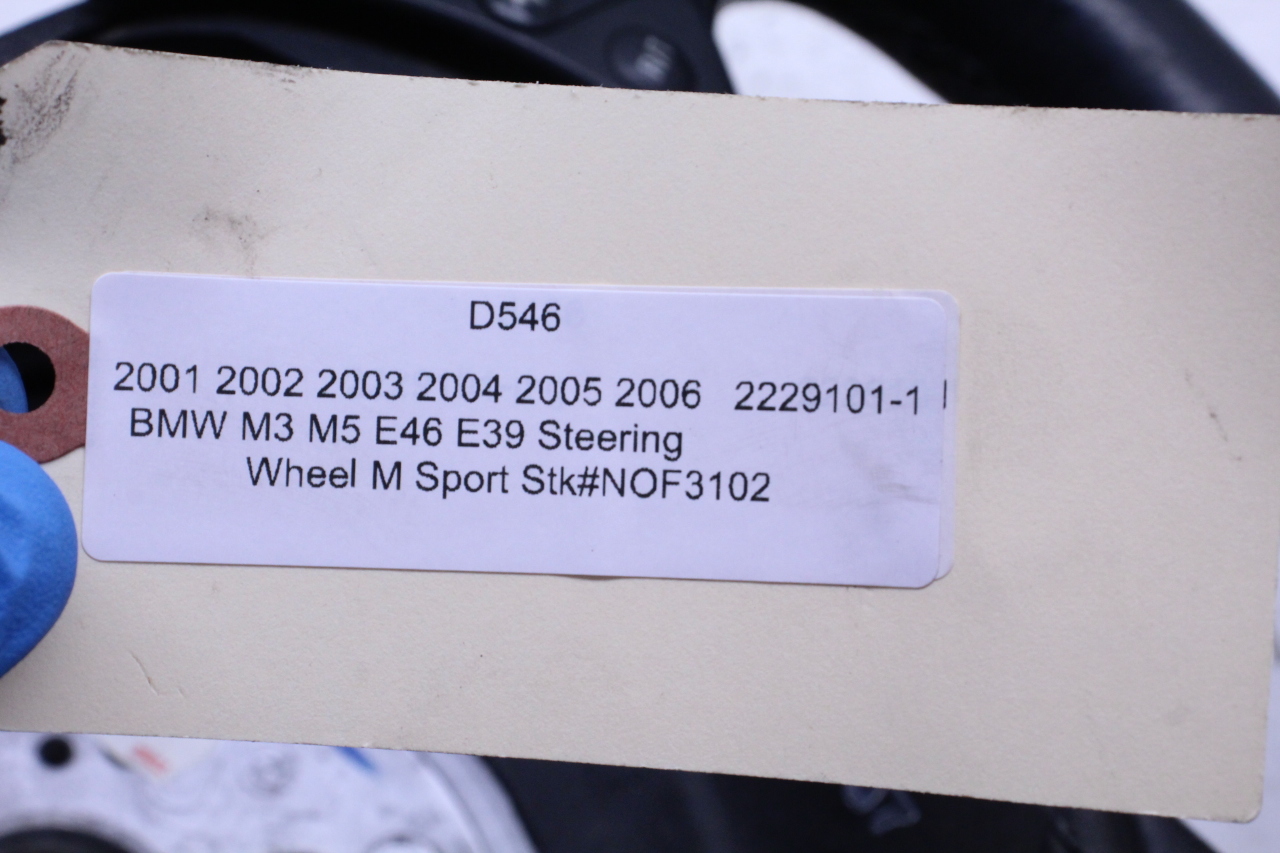 D546
2001 2002 2003 2004 2005 2006 2229101-1
BMW M3 M5 E46 E39 Steering
Wheel M Sport Stk#NOF3102